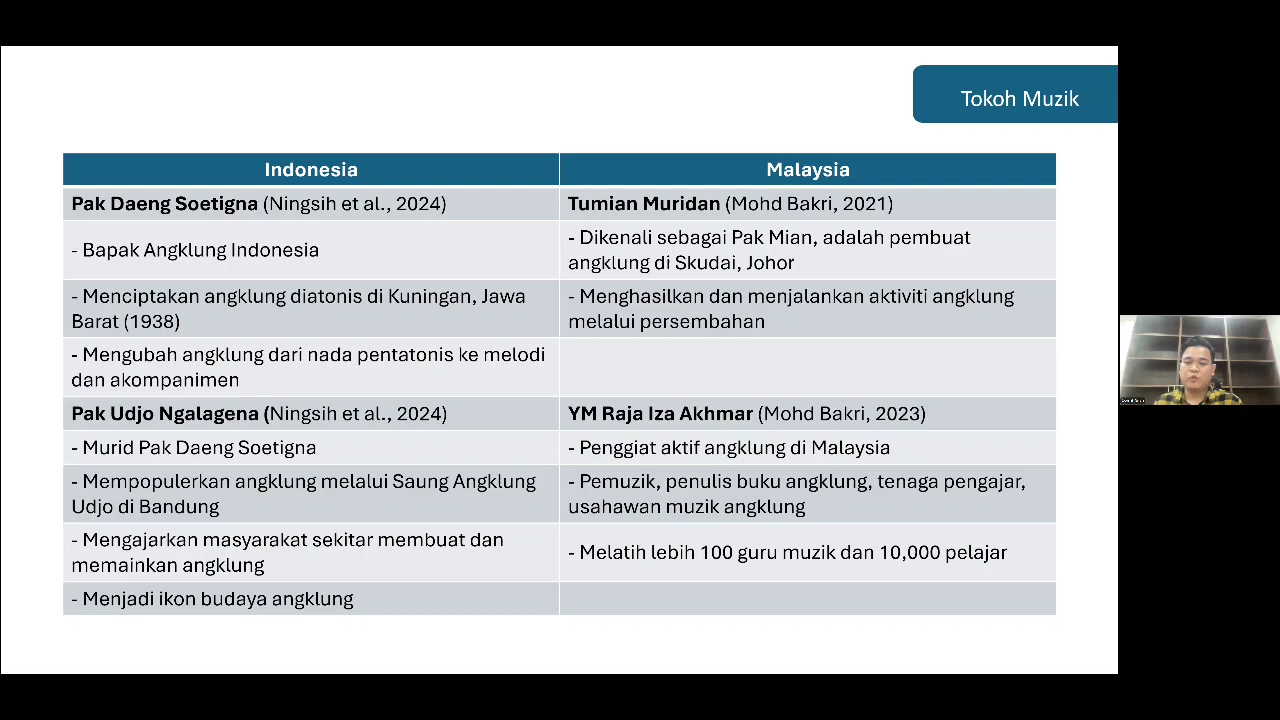 Tokoh Muzik
Indonesia
Malaysia
Pak Daeng Soetigna (Ningsih et al., 2024)
Tumian Muridan (Mohd Bakri, 2021)
- Bapak Angklung Indonesia
- Dikenali sebagai Pak Mian, adalah pembuat
angklung di Skudai, Johor
- Menciptakan angklung diatonis di Kuningan, Jawa
Barat (1938)
- Menghasilkan dan menjalankan aktiviti angklung
melalui persembahan
- Mengubah angklung dari nada pentatonis ke melodi
dan akompanimen
Pak Udjo Ngalagena (Ningsih et al., 2024)
YM Raja Iza Akhmar (Mohd Bakri, 2023)
- Murid Pak Daeng Soetigna
- Penggiat aktif angklung di Malaysia
- Mempopulerkan angklung melalui Saung Angklung
Udjo di Bandung
- Pemuzik, penulis buku angklung, tenaga pengajar,
usahawan muzik angklung
- Mengajarkan masyarakat sekitar membuat dan
memainkan angklung
- Melatih lebih 100 guru muzik dan 10,000 pelajar
- Menjadi ikon budaya angklung